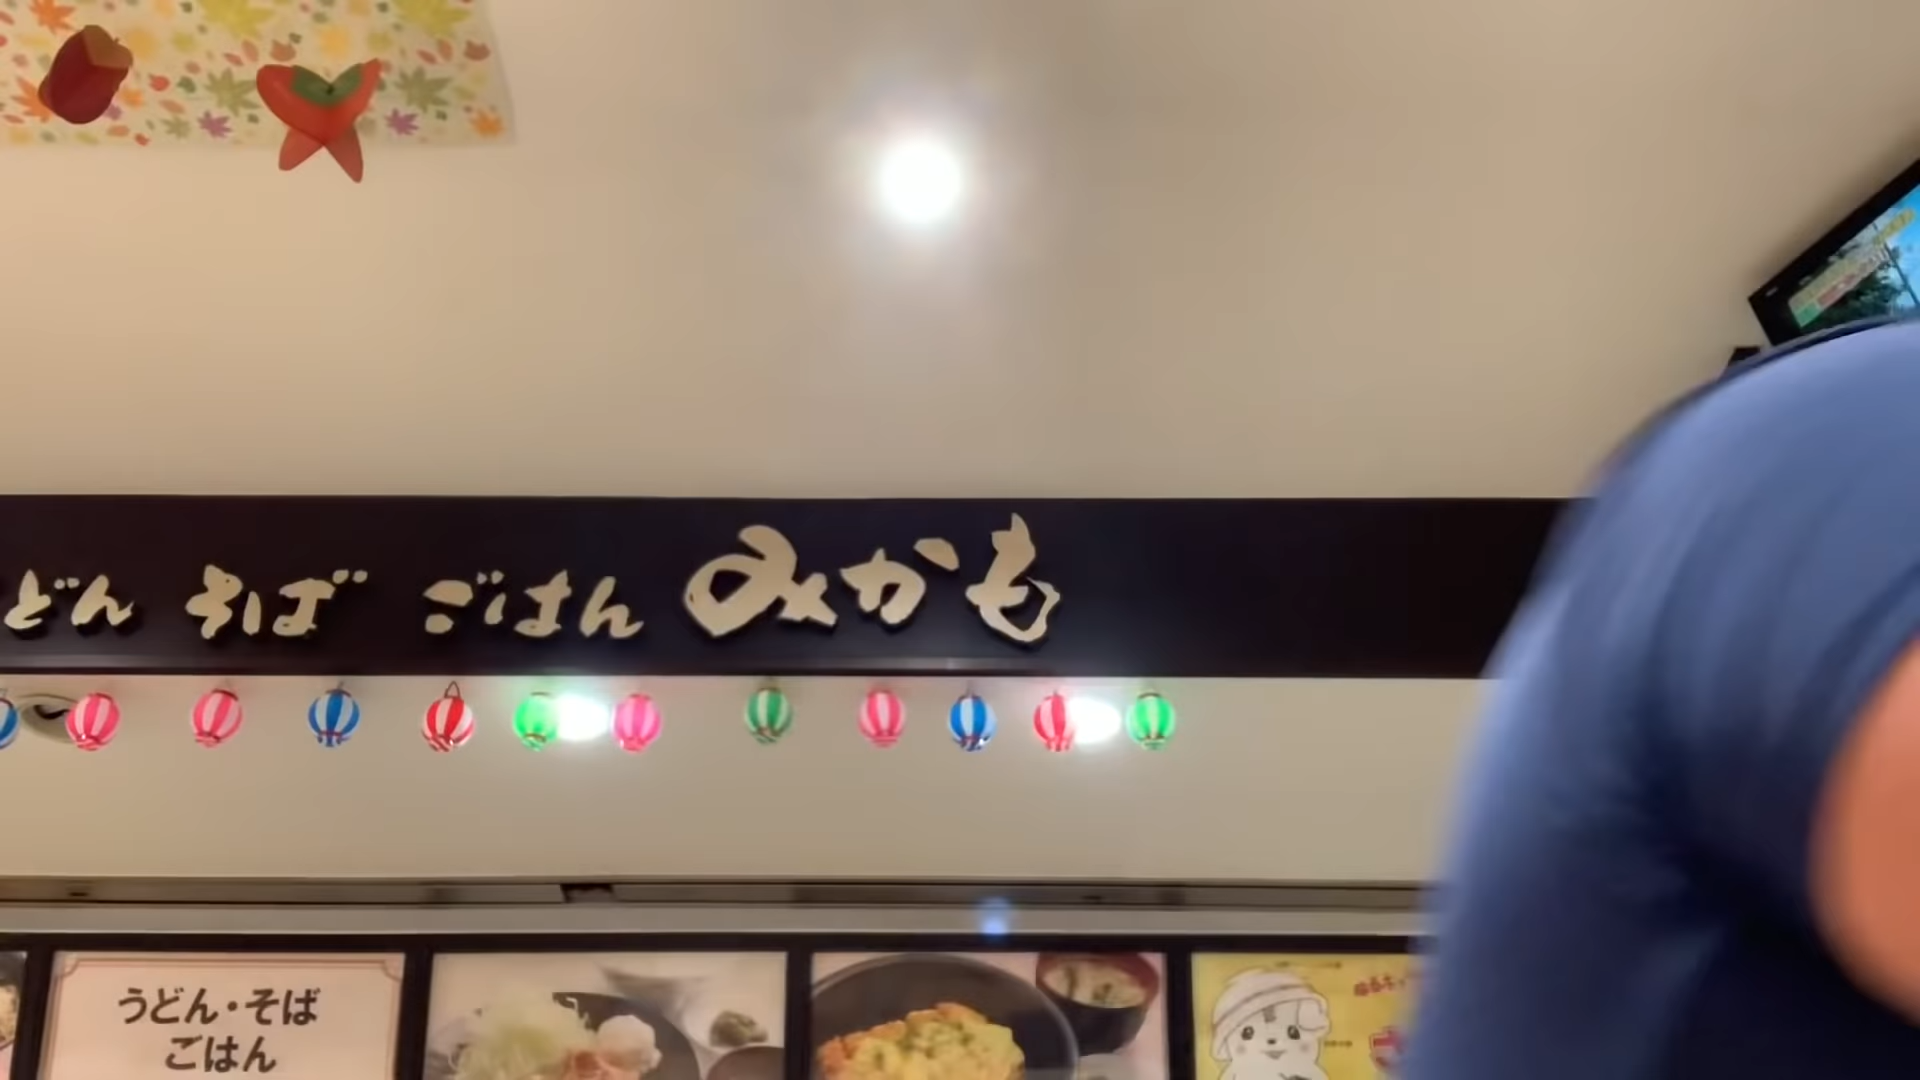 どん そば ごはん みかも
うどん・そば
ごはん